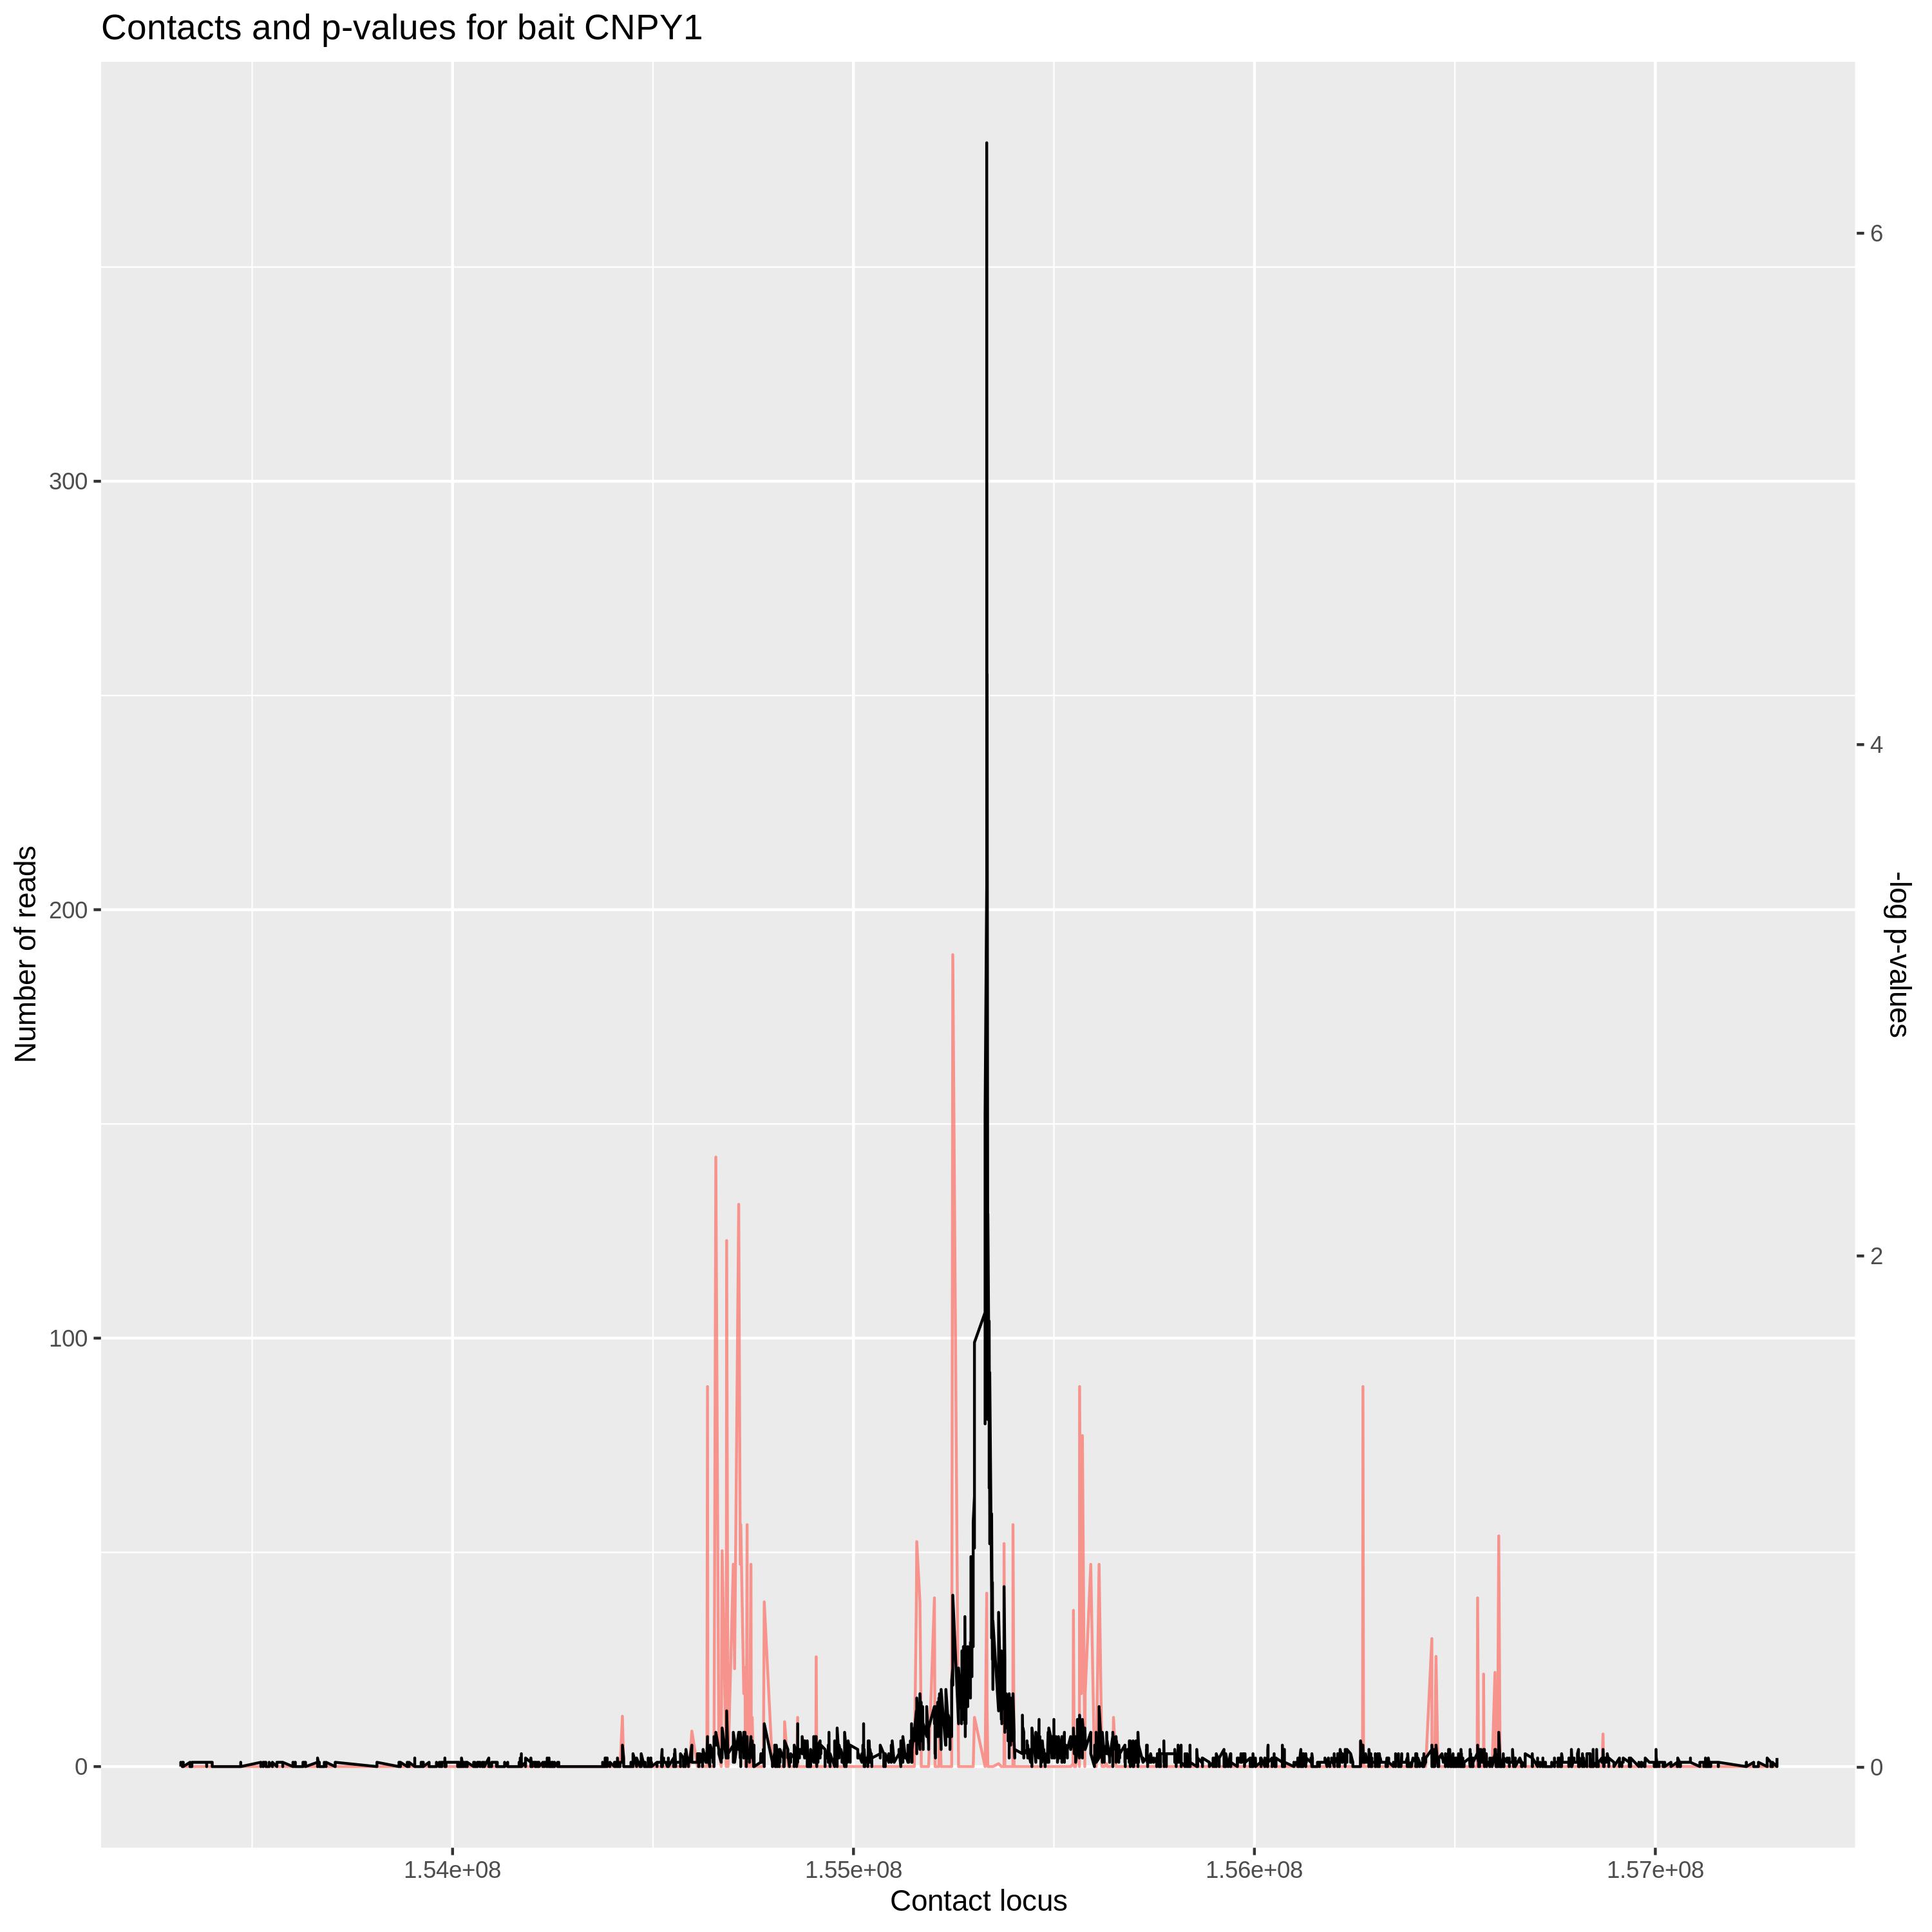 Contacts and p-values for bait CNPY1
Number of reads
300
200
100
0
6
4
2
0
-log p-values
1.54e+08 1.55e+08 1.56e+08 1.57e+08
Contact locus